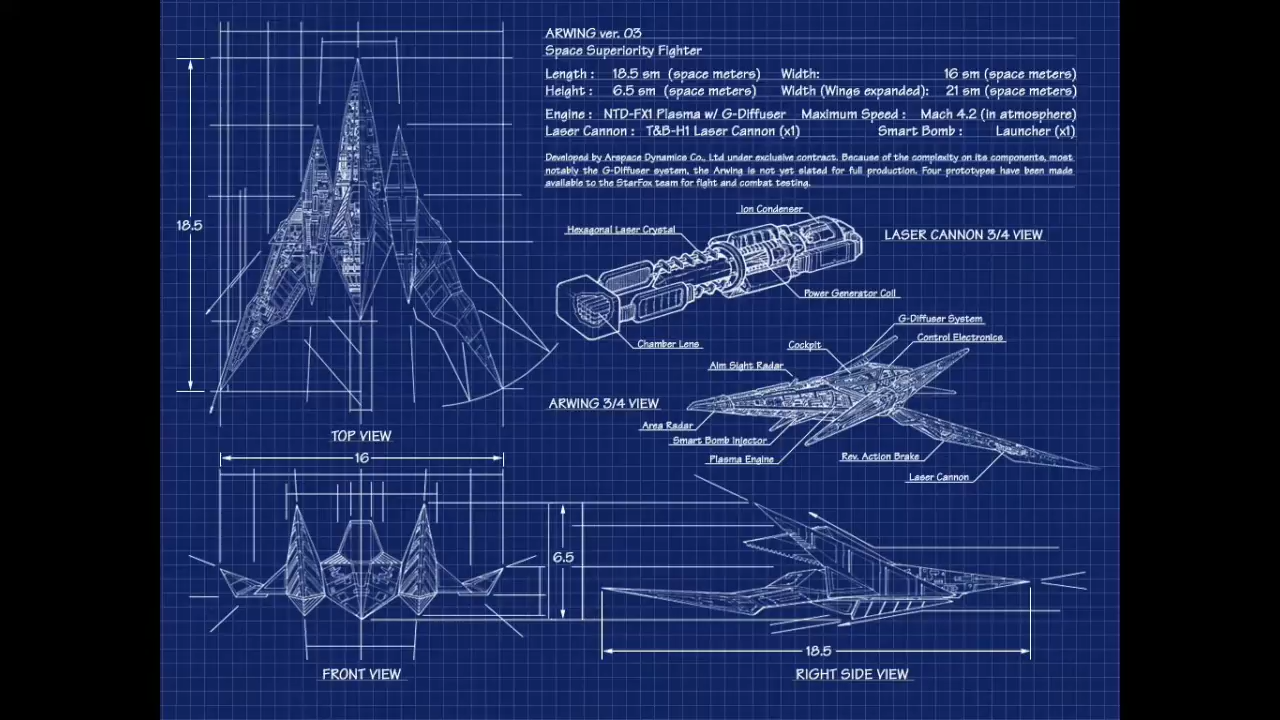 ARWING ver. 03
Space Superiority Fighter
Length : 18.5 sm (space meters) Width: 16 sm (space meters)
Height : 6.5 sm (space meters) Width (Wings expanded): 21 sm (space meters)
Engine : NTD-FX1 Plasma w/ G-Diffuser Maximum Speed : Mach 4.2 (in atmosphere)
Laser Cannon : T&B-H1 Laser Cannon (x1) Smart Bomb : Launcher (x1)
Developed by Arspace Dynamics Co., Ltd under exclusive contract. Because of the complexity on its components, most
notably the G-Diffuser system, the Arwing is not yet slated for full production. Four prototypes have been made
available to the StarFox team for fight and combat testing.
Ion Condenser
Hexagonal Laser Crystal
LASER CANNON 3/4 VIEW
18.5
Power Generator Coil
Chamber Lens
G-Diffuser System
Control Electronics
Cockpit
Aim Sight Radar
ARWING 3/4 VIEW
Area Radar
Smart Bomb Injector
Plasma Engine
Rev. Action Brake
Laser Cannon
TOP VIEW
16
6.5
18.5
FRONT VIEW
RIGHT SIDE VIEW